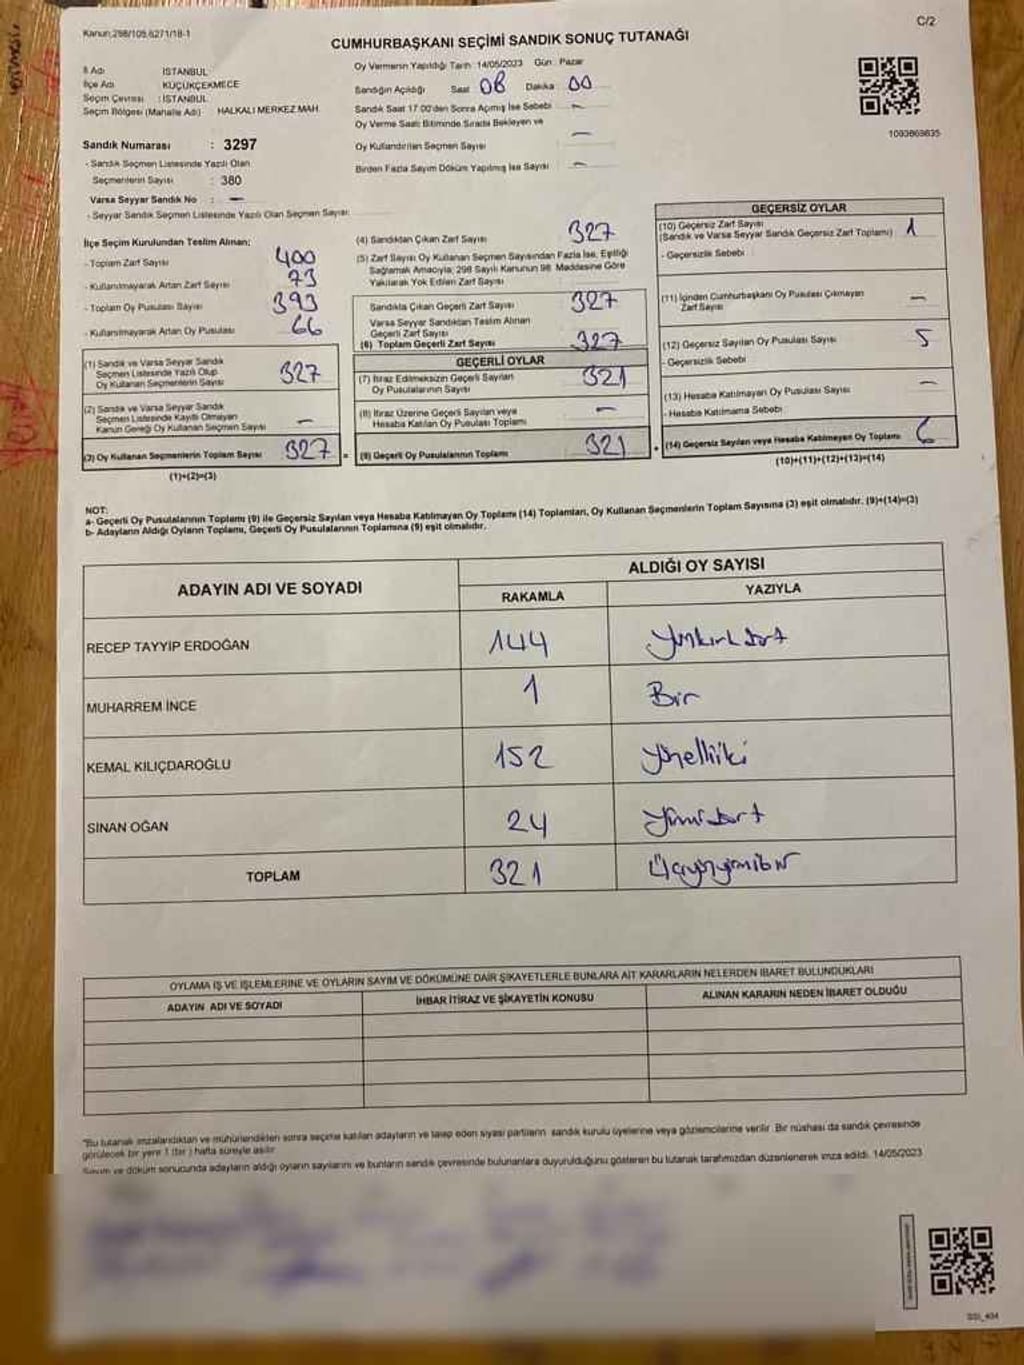 Kanun:298/105,6271/18-1
C/2
CUMHURBAŞKANI SEÇİMİ SANDIK SONUÇ TUTANAĞI
İl Adı İSTANBUL
İlçe Adı KÜÇÜKÇEKMECE
Seçim Çevresi : İSTANBUL
Seçim Bölgesi (Mahalle Adı) HALKALI MERKEZ MAH.
Sandık Numarası : 3297
- Sandık Seçmen Listesinde Yazılı Olan
Seçmenlerin Sayısı : 380
Varsa Seyyar Sandık No : —
- Seyyar Sandık Seçmen Listesinde Yazılı Olan Seçmen Sayısı:
Oy Vermenin Yapıldığı Tarih: 14/05/2023 Gün: Pazar
Sandığın Açıldığı Saat 08 Dakika 00
Sandık Saat 17.00'den Sonra Açılmış İse Sebebi —
Oy Verme Saati Bitiminde Sırada Bekleyen ve
Oy Kullandırılan Seçmen Sayısı —
Birden Fazla Sayım Döküm Yapılmış İse Sayısı —
1093869835
İlçe Seçim Kurulundan Teslim Alınan:
- Toplam Zarf Sayısı 400
- Kullanılmayarak Artan Zarf Sayısı 73
- Toplam Oy Pusulası Sayısı 393
- Kullanılmayarak Artan Oy Pusulası 66
(1) Sandık ve Varsa Seyyar Sandık
Seçmen Listesinde Yazılı Olup
Oy Kullanan Seçmenlerin Sayısı 327
(2) Sandık ve Varsa Seyyar Sandık
Seçmen Listesinde Kayıtlı Olmayan
Kanun Gereği Oy Kullanan Seçmen Sayısı —
(3) Oy Kullanan Seçmenlerin Toplam Sayısı 327
(1)+(2)=(3)
(4) Sandıktan Çıkan Zarf Sayısı 327
(5) Zarf Sayısı Oy Kullanan Seçmen Sayısından Fazla İse, Eşitliği
Sağlamak Amacıyla; 298 Sayılı Kanunun 98. Maddesine Göre
Yakılarak Yok Edilen Zarf Sayısı
Sandıkta Çıkan Geçerli Zarf Sayısı 327
Varsa Seyyar Sandıktan Teslim Alınan
Geçerli Zarf Sayısı
(6) Toplam Geçerli Zarf Sayısı 327
GEÇERLİ OYLAR
(7) İtiraz Edilmeksizin Geçerli Sayılan
Oy Pusulalarının Sayısı 321
(8) İtiraz Üzerine Geçerli Sayılan veya
Hesaba Katılan Oy Pusulası Toplamı —
(9) Geçerli Oy Pusulalarının Toplamı 321
GEÇERSİZ OYLAR
(10) Geçersiz Zarf Sayısı
(Sandık ve Varsa Seyyar Sandık Geçersiz Zarf Toplamı) 1
- Geçersizlik Sebebi
(11) İçinden Cumhurbaşkanı Oy Pusulası Çıkmayan
Zarf Sayısı —
(12) Geçersiz Sayılan Oy Pusulası Sayısı 5
- Geçersizlik Sebebi
(13) Hesaba Katılmayan Oy Pusulası Sayısı —
- Hesaba Katılmama Sebebi
(14) Geçersiz Sayılan veya Hesaba Katılmayan Oy Toplamı 6
(10)+(11)+(12)+(13)=(14)
NOT:
a- Geçerli Oy Pusulalarının Toplamı (9) ile Geçersiz Sayılan veya Hesaba Katılmayan Oy Toplamı (14) Toplamları, Oy Kullanan Seçmenlerin Toplam Sayısına (3) eşit olmalıdır. (9)+(14)=(3)
b- Adayların Aldığı Oyların Toplamı, Geçerli Oy Pusulalarının Toplamına (9) eşit olmalıdır.
ADAYIN ADI VE SOYADI ALDIĞI OY SAYISI
RAKAMLA YAZIYLA
RECEP TAYYİP ERDOĞAN 144 Yüzkırkdört
MUHARREM İNCE 1 Bir
KEMAL KILIÇDAROĞLU 152 Yüzelliiki
SİNAN OĞAN 24 Yirmidört
TOPLAM 321 Üçyüzyirmibir
OYLAMA İŞ VE İŞLEMLERİNE VE OYLARIN SAYIM VE DÖKÜMÜNE DAİR ŞİKAYETLERLE BUNLARA AİT KARARLARIN NELERDEN İBARET BULUNDUKLARI
ADAYIN ADI VE SOYADI İHBAR İTİRAZ VE ŞİKAYETİN KONUSU ALINAN KARARIN NEDEN İBARET OLDUĞU
*Bu tutanak imzalandıktan ve mühürlendikten sonra seçime katılan adayların ve talep eden siyasi partilerin sandık kurulu üyelerine veya gözlemcilerine verilir. Bir nüshası da sandık çevresinde
görülecek bir yere 1 (bir) hafta süreyle asılır.
Sayım ve döküm sonucunda adayların aldığı oyların sayılarını ve bunların sandık çevresinde bulunanlara duyurulduğunu gösteren bu tutanak tarafımızdan düzenlenerek imza edildi. 14/05/2023
SSI_404